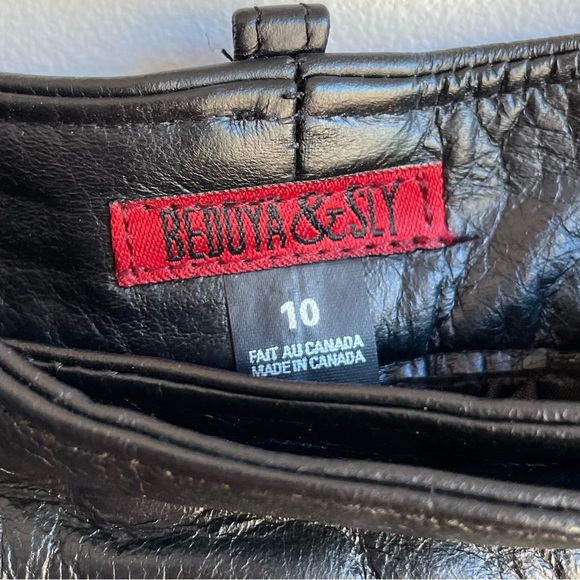 BEDOYA & SLY
10
FAIT AU CANADA
MADE IN CANADA